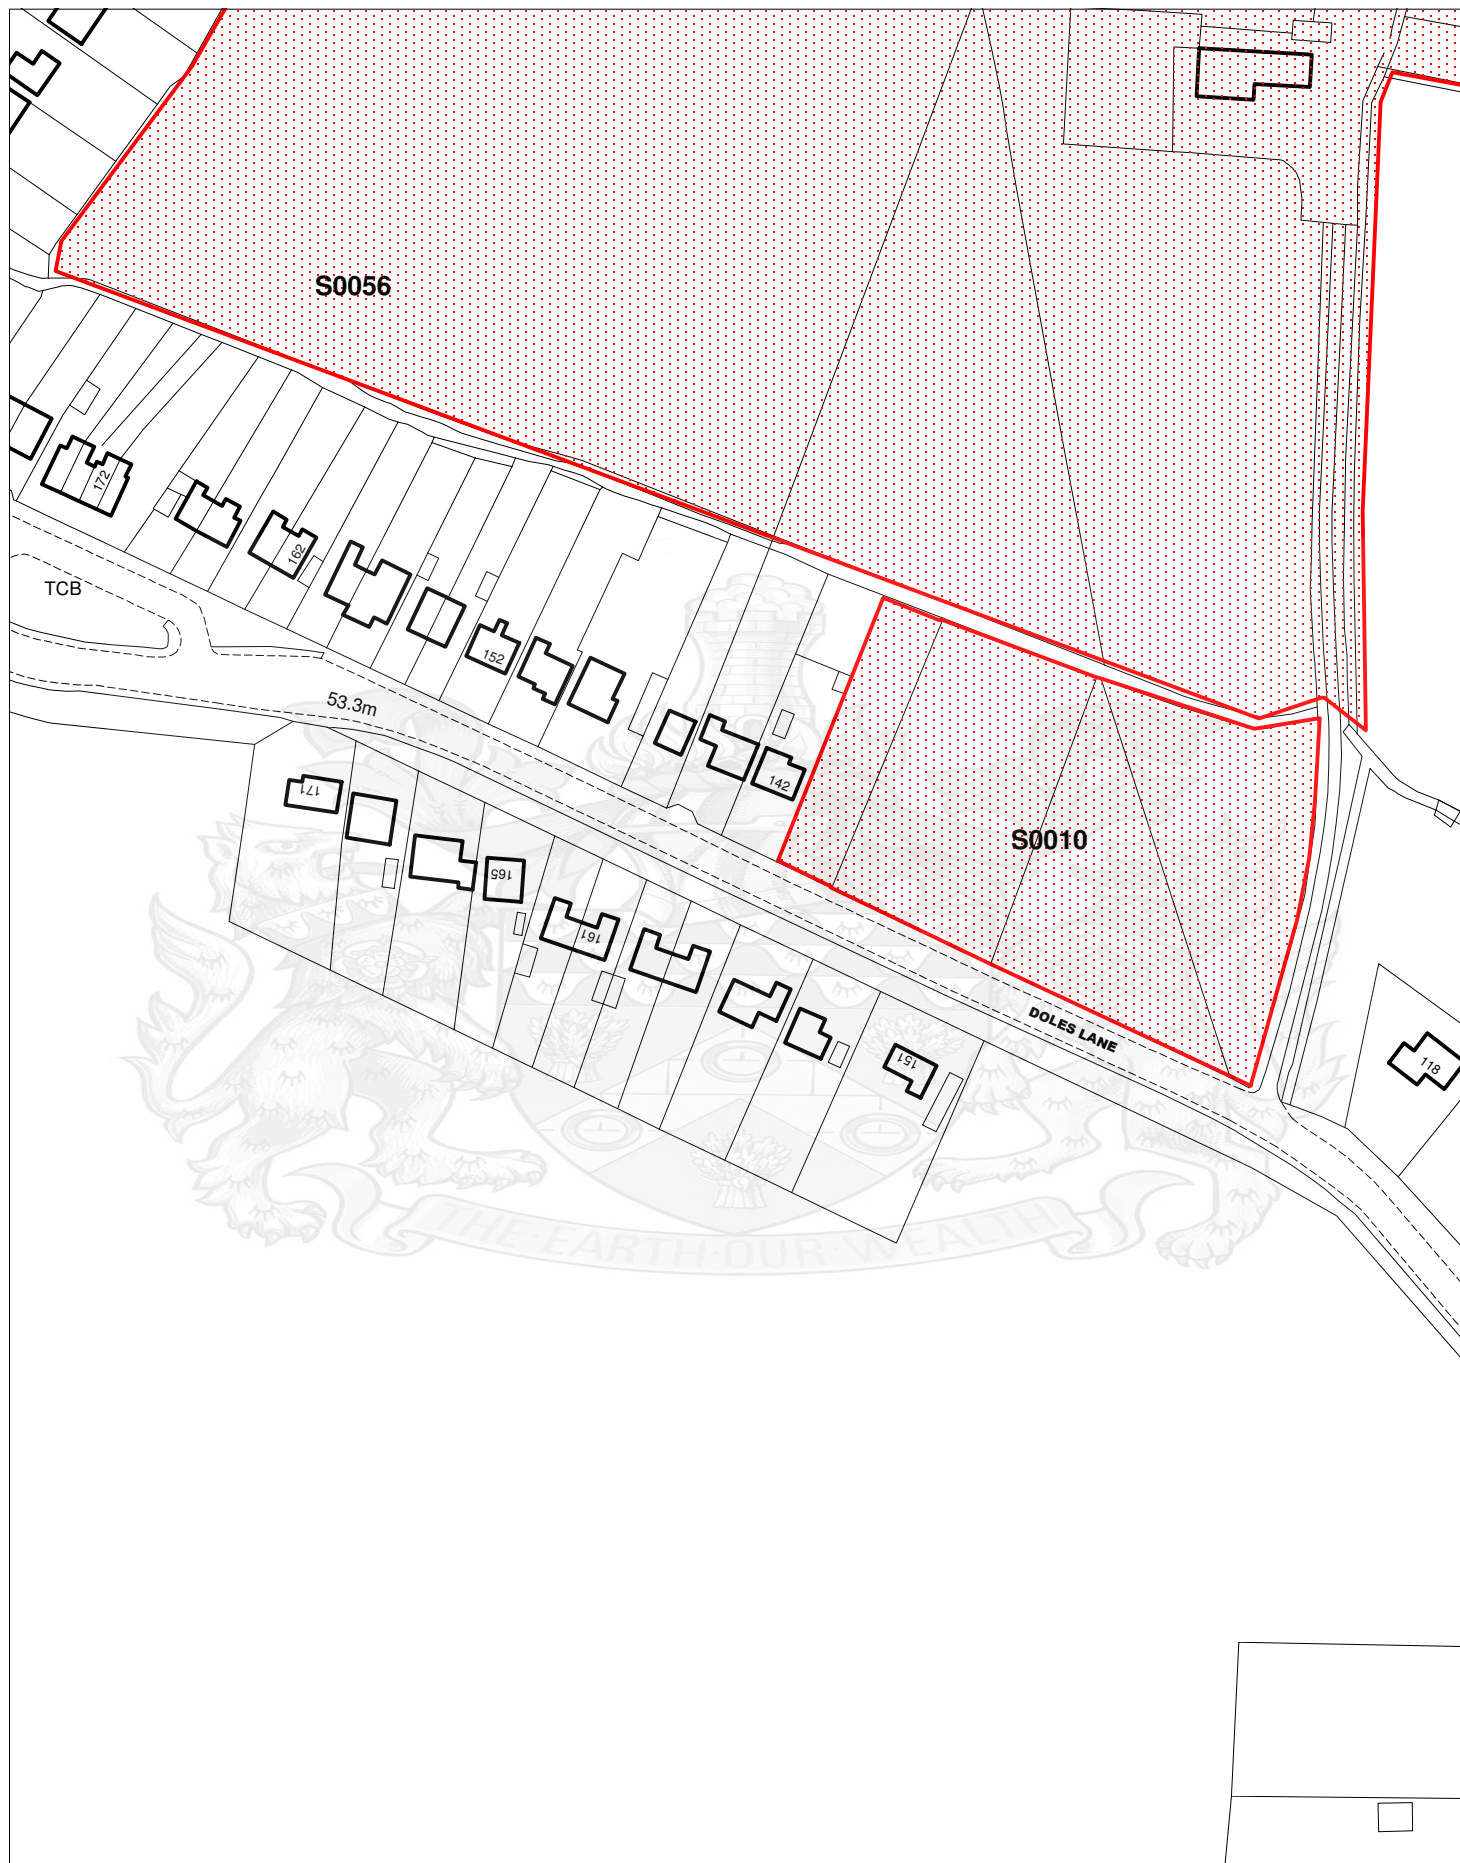 S0056
172
162
TCB
152
53.3m
142
171
S0010
165
161
DOLES LANE
151
118
THE·EARTH·OUR·WEALTH